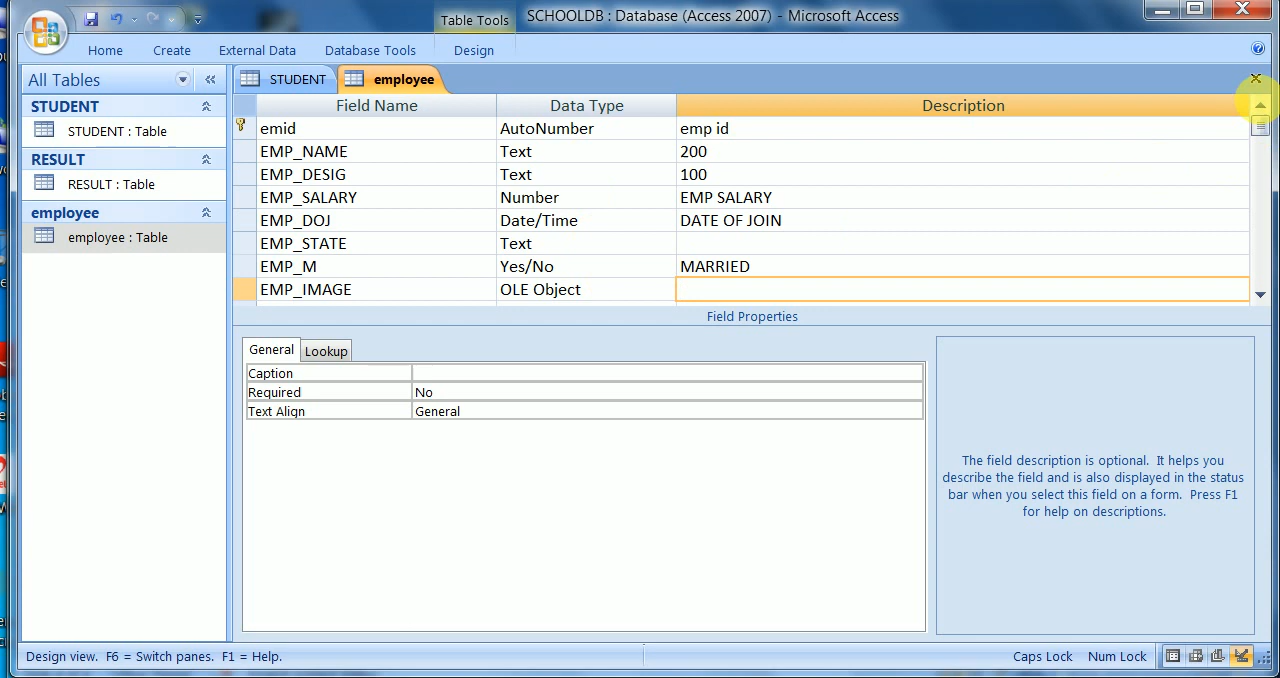 Table Tools
SCHOOLDB : Database (Access 2007) - Microsoft Access
Home Create External Data Database Tools Design
All Tables
STUDENT
STUDENT : Table
RESULT
RESULT : Table
employee
employee : Table
STUDENT employee
Field Name Data Type Description
emid AutoNumber emp id
EMP_NAME Text 200
EMP_DESIG Text 100
EMP_SALARY Number EMP SALARY
EMP_DOJ Date/Time DATE OF JOIN
EMP_STATE Text
EMP_M Yes/No MARRIED
EMP_IMAGE OLE Object
Field Properties
General Lookup
Caption
Required No
Text Align General
The field description is optional. It helps you
describe the field and is also displayed in the status
bar when you select this field on a form. Press F1
for help on descriptions.
Design view. F6 = Switch panes. F1 = Help.
Caps Lock Num Lock